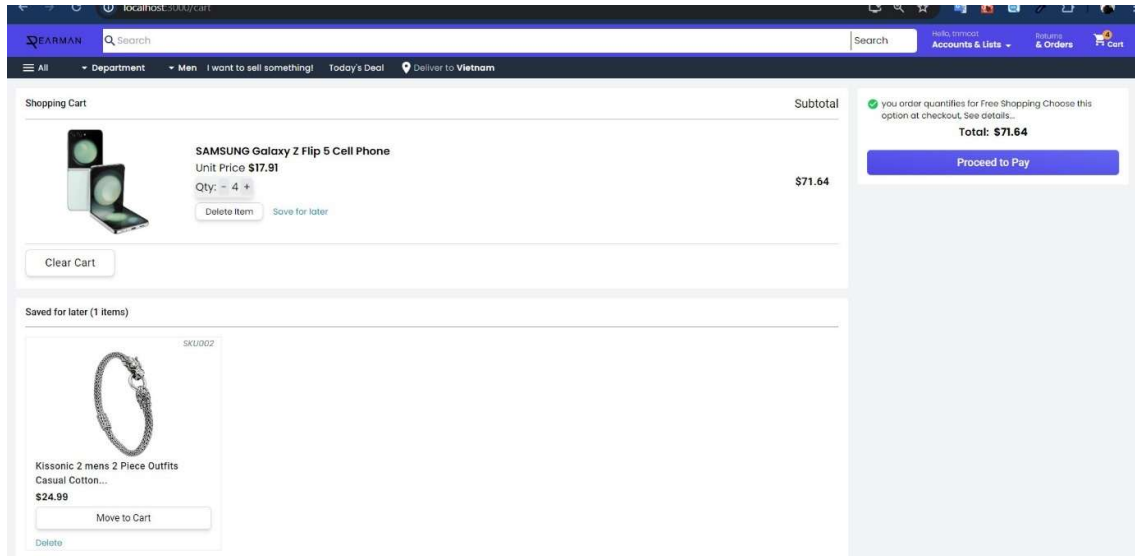 localhost:3000/cart
DEARMAN
Search
Search
Hello, tnmcat
Accounts & Lists
Returns
& Orders
4
Cart
All
Department
Men
I want to sell something!
Today's Deal
Deliver to Vietnam
Shopping Cart
Subtotal
SAMSUNG Galaxy Z Flip 5 Cell Phone
Unit Price $17.91
Qty: - 4 +
$71.64
Delete Item
Save for later
Clear Cart
you order quantifies for Free Shopping Choose this
option at checkout, See details...
Total: $71.64
Proceed to Pay
Saved for later (1 items)
SKU002
Kissonic 2 mens 2 Piece Outfits
Casual Cotton...
$24.99
Move to Cart
Delete